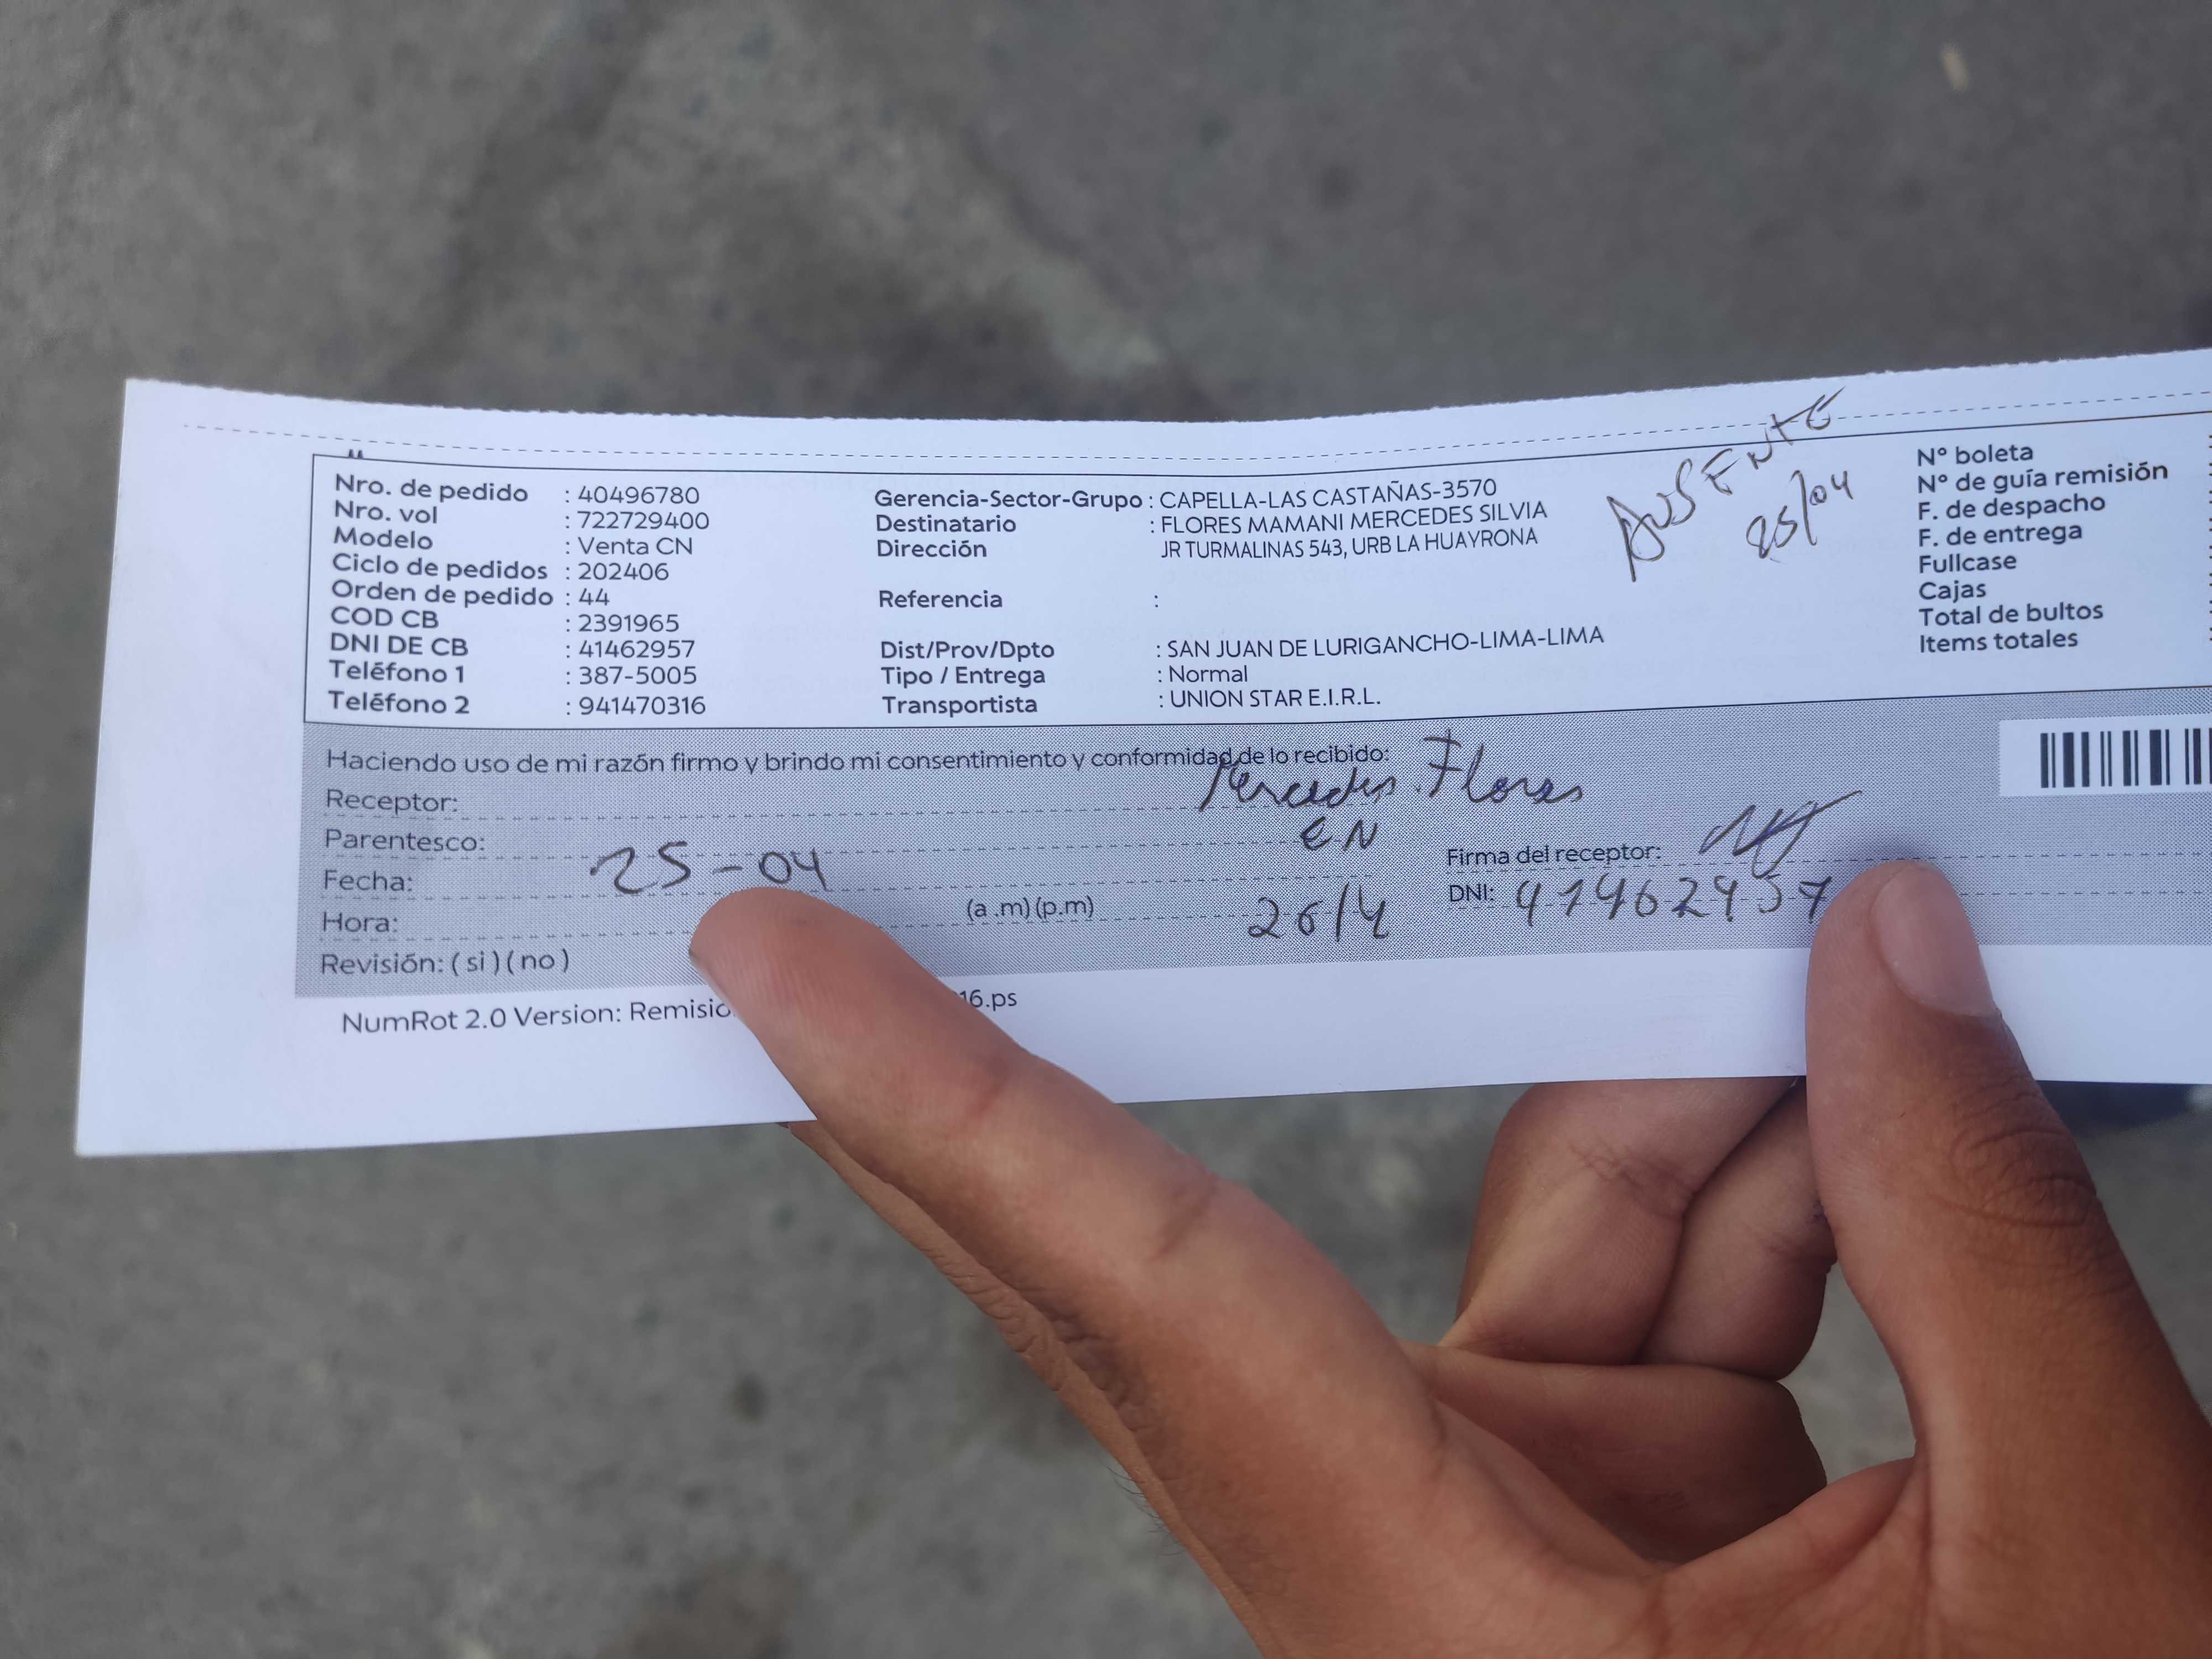 Nro. de pedido : 40496780
Nro. vol : 722729400
Modelo : Venta CN
Ciclo de pedidos : 202406
Orden de pedido : 44
COD CB : 2391965
DNI DE CB : 41462957
Teléfono 1 : 387-5005
Teléfono 2 : 941470316
Gerencia-Sector-Grupo : CAPELLA-LAS CASTAÑAS-3570
Destinatario : FLORES MAMANI MERCEDES SILVIA
Dirección JR TURMALINAS 543, URB LA HUAYRONA
Referencia :
Dist/Prov/Dpto : SAN JUAN DE LURIGANCHO-LIMA-LIMA
Tipo / Entrega : Normal
Transportista : UNION STAR E.I.R.L.
AUSENTE
25/04
N° boleta
N° de guía remisión
F. de despacho
F. de entrega
Fullcase
Cajas
Total de bultos
Items totales
Haciendo uso de mi razón firmo y brindo mi consentimiento y conformidad de lo recibido:
Receptor: Mercedes Flores
Parentesco: EN
Fecha: 25-04
Hora: (a .m) (p.m) 26/4
Revisión: ( si ) ( no )
Firma del receptor:
DNI:
NumRot 2.0 Version: 16.ps